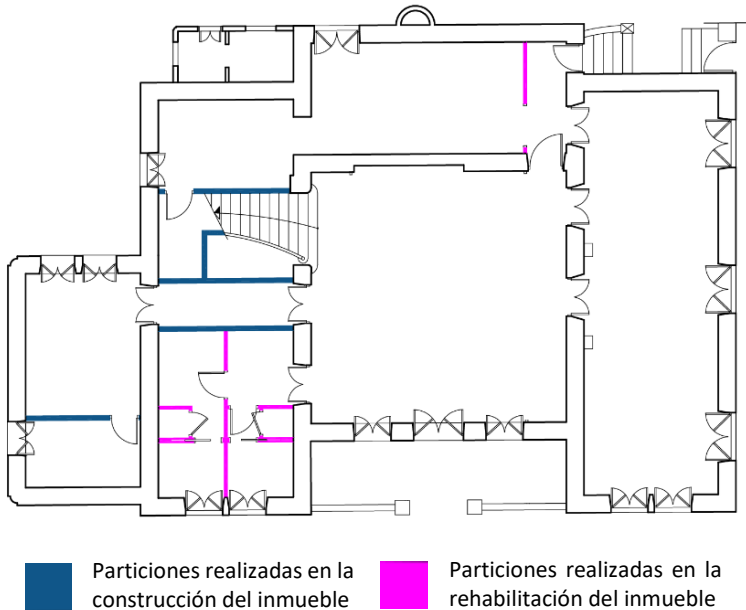 Particiones realizadas en la
construcción del inmueble
Particiones realizadas en la
rehabilitación del inmueble